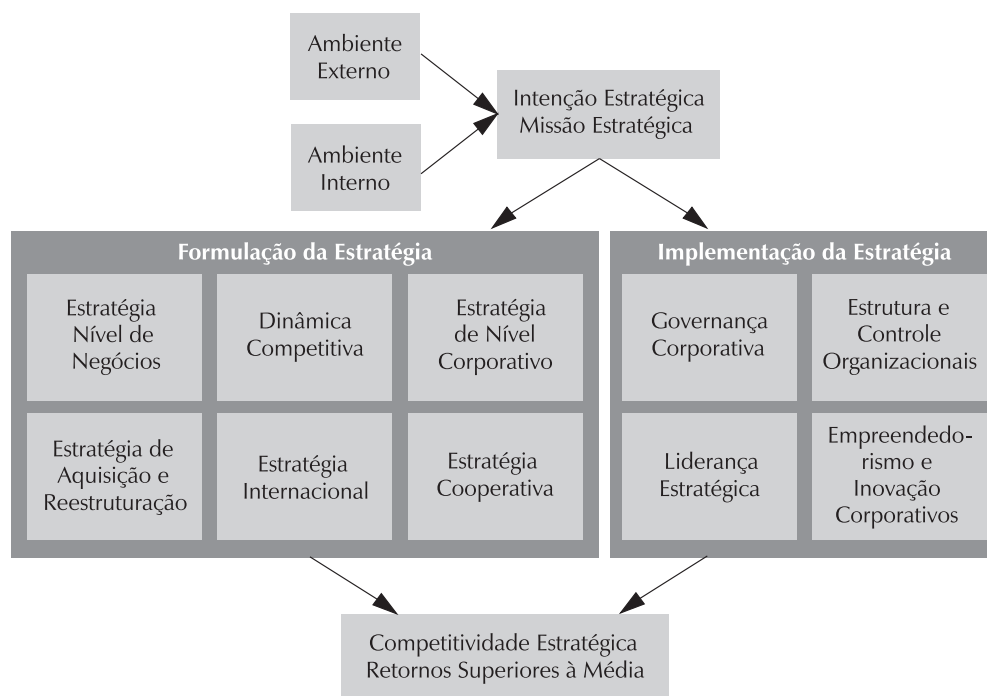 Ambiente
Externo
Intenção Estratégica
Missão Estratégica
Ambiente
Interno
Formulação da Estratégia
Estratégia
Nível de
Negócios
Dinâmica
Competitiva
Estratégia
de Nível
Corporativo
Estratégia de
Aquisição e
Reestruturação
Estratégia
Internacional
Estratégia
Cooperativa
Implementação da Estratégia
Governança
Corporativa
Estrutura e
Controle
Organizacionais
Liderança
Estratégica
Empreendedo-
rismo e
Inovação
Corporativos
Competitividade Estratégica
Retornos Superiores à Média